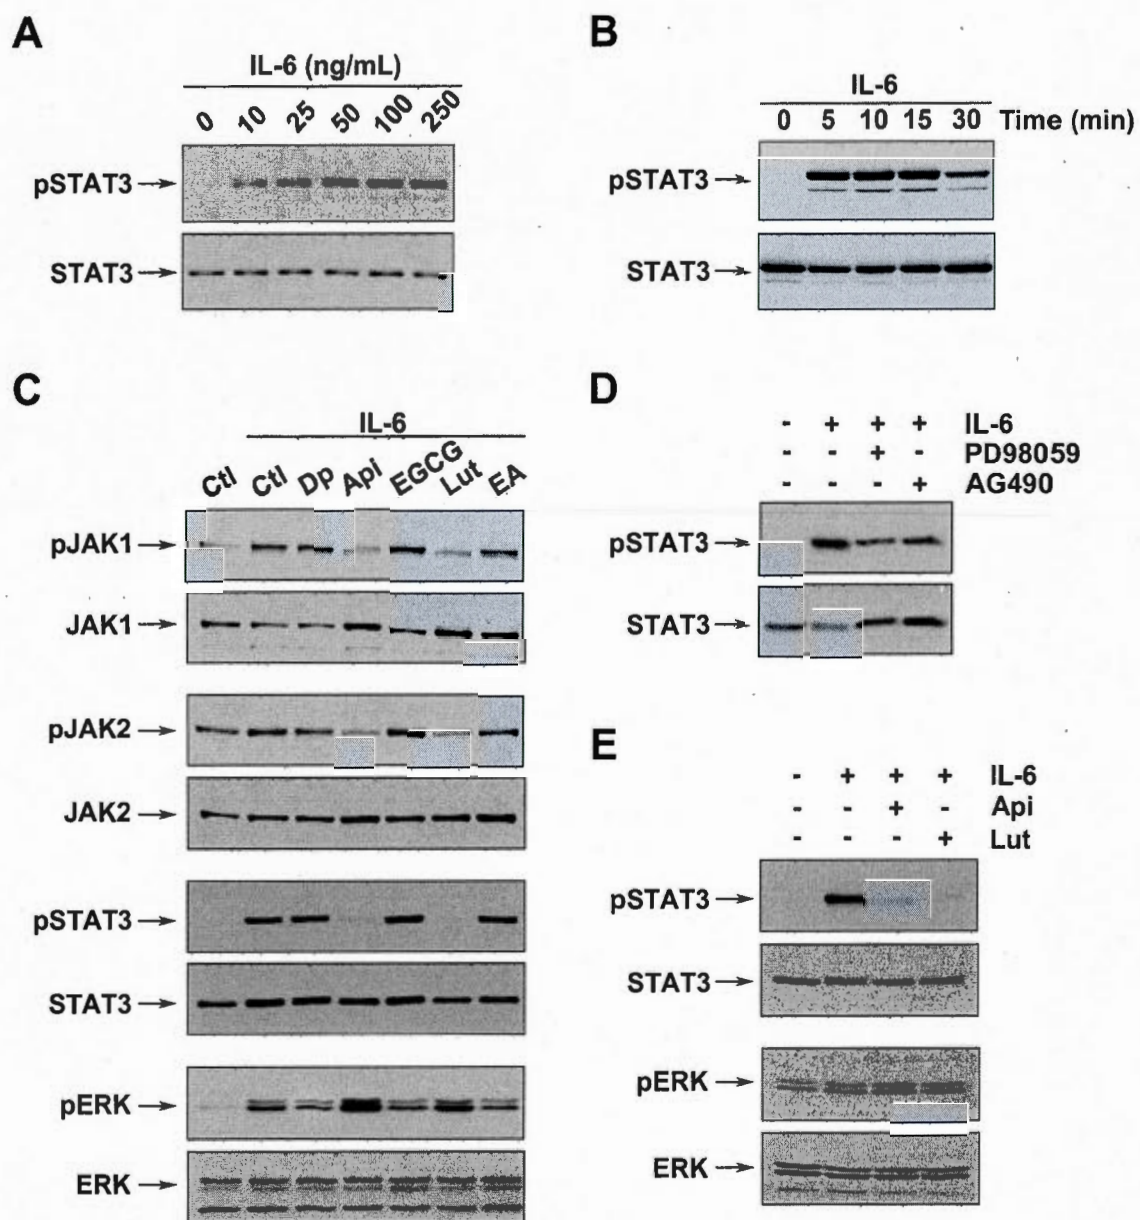 A
IL-6 (ng/mL)
0 10 25 50 100 250
pSTAT3
STAT3
B
IL-6
0 5 10 15 30 Time (min)
pSTAT3
STAT3
C
IL-6
Ctl Ctl Dp Api EGCG Lut EA
pJAK1
JAK1
pJAK2
JAK2
pSTAT3
STAT3
pERK
ERK
D
- + + + IL-6
- - + - PD98059
- - - + AG490
pSTAT3
STAT3
E
- + + + IL-6
- - + - Api
- - - + Lut
pSTAT3
STAT3
pERK
ERK